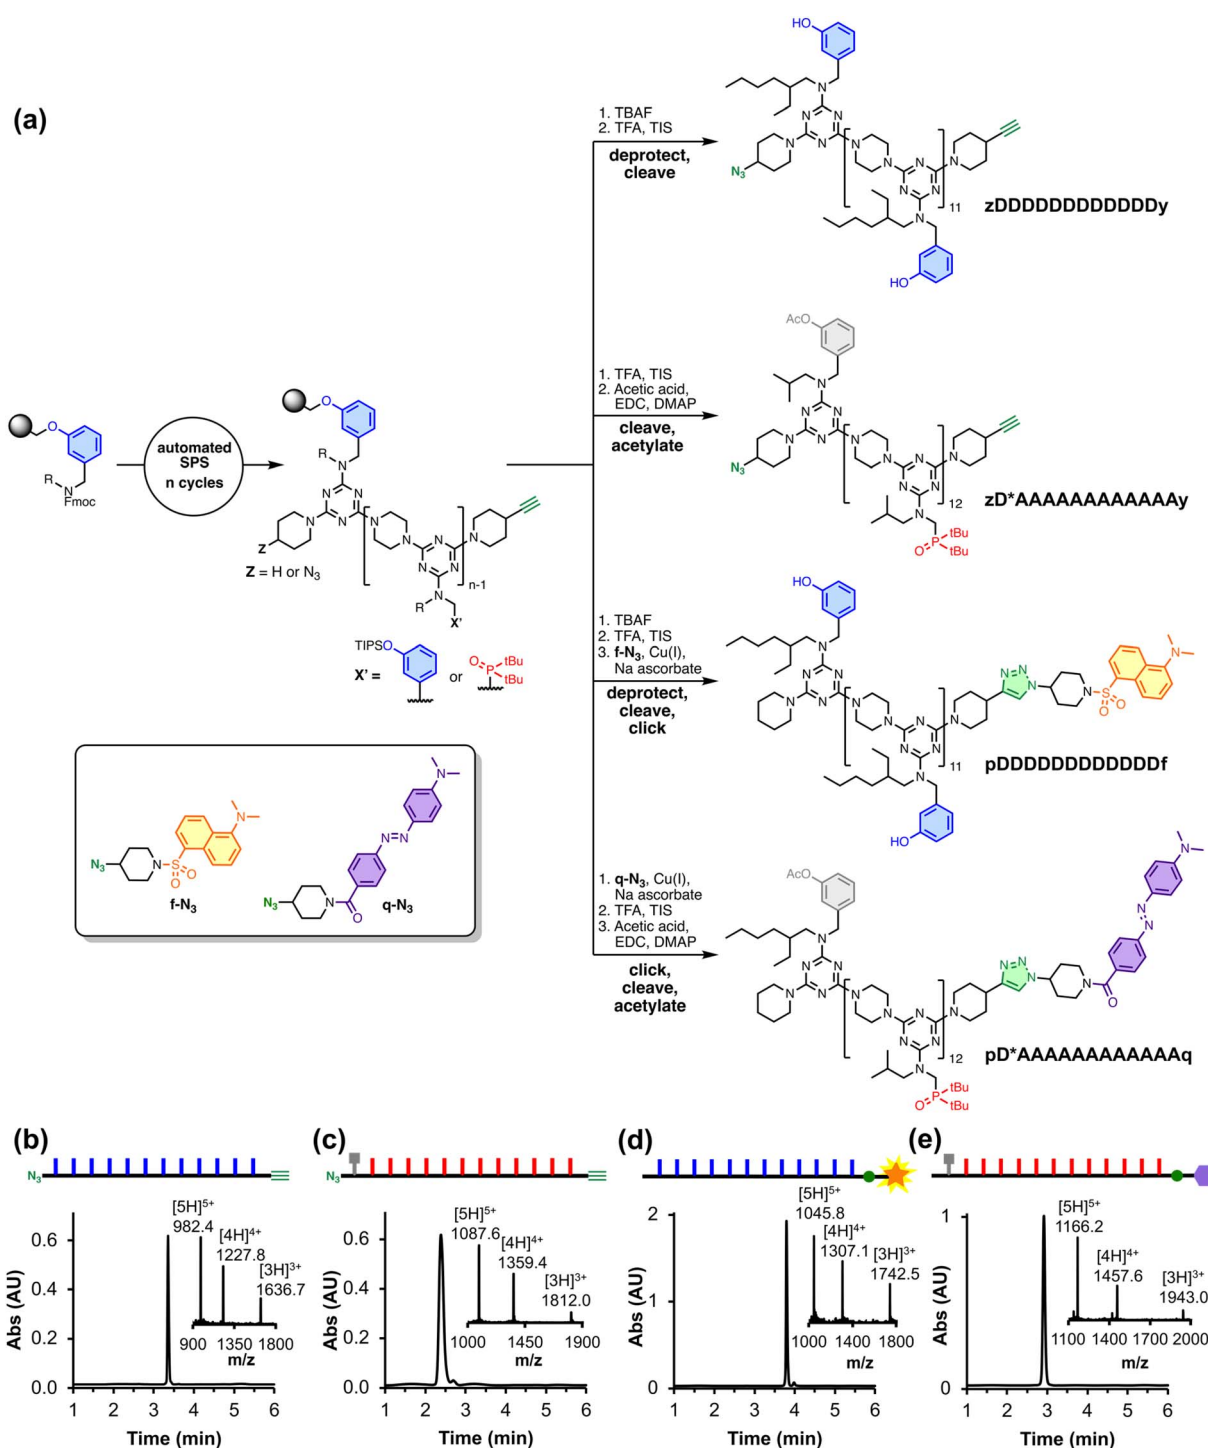 (a)
automated
SPS
n cycles
O
R
N
Fmoc
O
R
N
N
N
N
N
Z
N
N
N
N
N
N
N
n-1
R
N
X'
Z = H or N3
TIPSO
X' =
or
O
P
tBu
tBu
N3
N
S
O
O
N
f-N3
N3
N
O
N=N
N
q-N3
1. TBAF
2. TFA, TIS
deprotect,
cleave
HO
N
N
N
N
N
N3
N
N
N
N
N
N
N
11
N
HO
zDDDDDDDDDDDDy
1. TFA, TIS
2. Acetic acid,
EDC, DMAP
cleave,
acetylate
AcO
N
N
N
N
N
N3
N
N
N
N
N
N
N
12
N
O
P
tBu
tBu
zD*AAAAAAAAAAAAy
1. TBAF
2. TFA, TIS
3. f-N3, Cu(I),
Na ascorbate
deprotect,
cleave,
click
HO
N
N
N
N
N
N
N
N
N
N
N
N
11
N
N=N
N
N
S
O
O
N
HO
pDDDDDDDDDDDDf
1. q-N3, Cu(I),
Na ascorbate
2. TFA, TIS
3. Acetic acid,
EDC, DMAP
click,
cleave,
acetylate
AcO
N
N
N
N
N
N
N
N
N
N
N
N
12
N
N=N
N
N
O
N
N
N
O
P
tBu
tBu
pD*AAAAAAAAAAAAq
(b)
N3
[5H]5+
982.4
[4H]4+
1227.8
[3H]3+
1636.7
900 1350 1800
m/z
0.6
0.4
0.2
0.0
Abs (AU)
1 2 3 4 5 6
Time (min)
(c)
N3
[5H]5+
1087.6
[4H]4+
1359.4
[3H]3+
1812.0
1000 1450 1900
m/z
0.6
0.4
0.2
0.0
Abs (AU)
1 2 3 4 5 6
Time (min)
(d)
[5H]5+
1045.8
[4H]4+
1307.1
[3H]3+
1742.5
1000 1400 1800
m/z
2
1
0
Abs (AU)
1 2 3 4 5 6
Time (min)
(e)
[5H]5+
1166.2
[4H]4+
1457.6
[3H]3+
1943.0
1100 1400 1700 2000
m/z
1
0
Abs (AU)
1 2 3 4 5 6
Time (min)